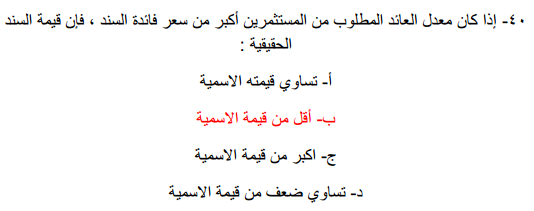 ٤٠- إذا كان معدل العائد المطلوب من المستثمرين أكبر من سعر فائدة السند ، فإن قيمة السند
الحقيقية :
أ- تساوي قيمته الاسمية
ب- أقل من قيمة الاسمية
ج- اكبر من قيمة الاسمية
د- تساوي ضعف من قيمة الاسمية